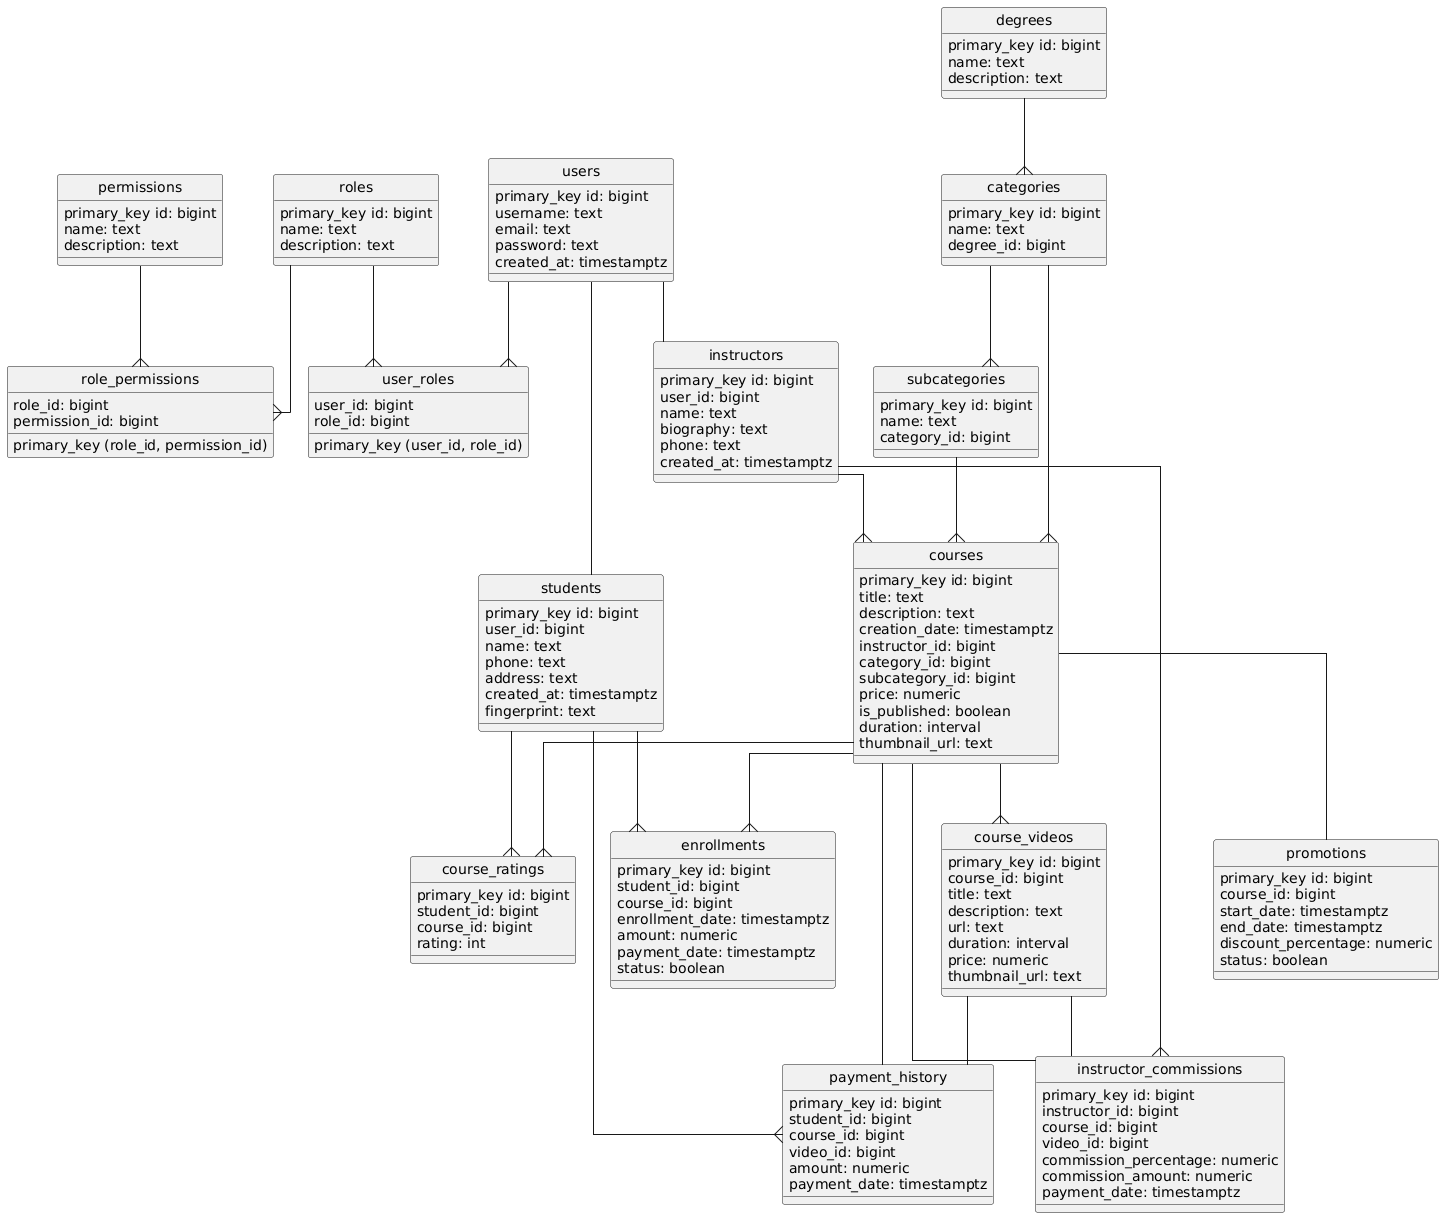 degrees
primary_key id: bigint
name: text
description: text
permissions
primary_key id: bigint
name: text
description: text
roles
primary_key id: bigint
name: text
description: text
users
primary_key id: bigint
username: text
email: text
password: text
created_at: timestamptz
categories
primary_key id: bigint
name: text
degree_id: bigint
role_permissions
role_id: bigint
permission_id: bigint
primary_key (role_id, permission_id)
user_roles
user_id: bigint
role_id: bigint
primary_key (user_id, role_id)
instructors
primary_key id: bigint
user_id: bigint
name: text
biography: text
phone: text
created_at: timestamptz
subcategories
primary_key id: bigint
name: text
category_id: bigint
students
primary_key id: bigint
user_id: bigint
name: text
phone: text
address: text
created_at: timestamptz
fingerprint: text
courses
primary_key id: bigint
title: text
description: text
creation_date: timestamptz
instructor_id: bigint
category_id: bigint
subcategory_id: bigint
price: numeric
is_published: boolean
duration: interval
thumbnail_url: text
course_ratings
primary_key id: bigint
student_id: bigint
course_id: bigint
rating: int
enrollments
primary_key id: bigint
student_id: bigint
course_id: bigint
enrollment_date: timestamptz
amount: numeric
payment_date: timestamptz
status: boolean
course_videos
primary_key id: bigint
course_id: bigint
title: text
description: text
url: text
duration: interval
price: numeric
thumbnail_url: text
promotions
primary_key id: bigint
course_id: bigint
start_date: timestamptz
end_date: timestamptz
discount_percentage: numeric
status: boolean
payment_history
primary_key id: bigint
student_id: bigint
course_id: bigint
video_id: bigint
amount: numeric
payment_date: timestamptz
instructor_commissions
primary_key id: bigint
instructor_id: bigint
course_id: bigint
video_id: bigint
commission_percentage: numeric
commission_amount: numeric
payment_date: timestamptz